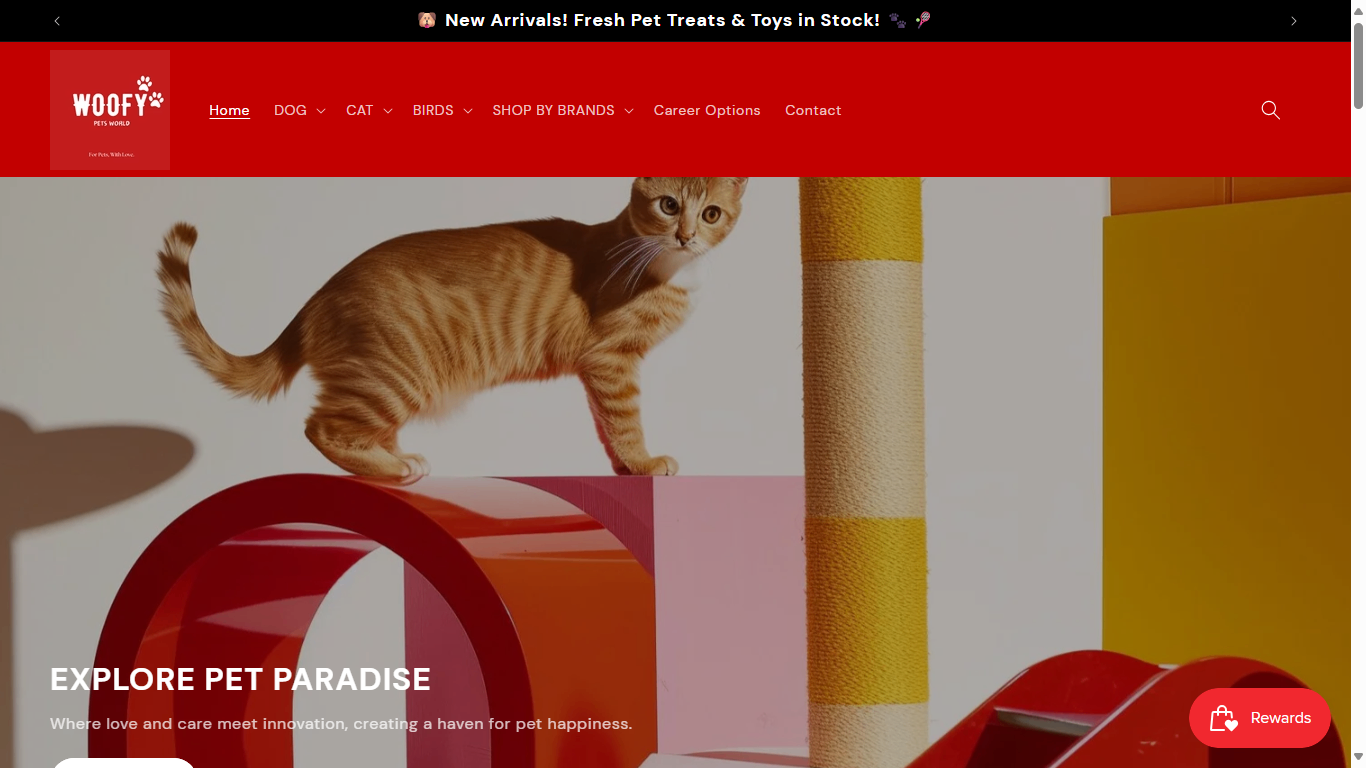 New Arrivals! Fresh Pet Treats & Toys in Stock!
WOOFY
PETS WORLD
For Pets, With Love.
Home DOG CAT BIRDS SHOP BY BRANDS Career Options Contact
EXPLORE PET PARADISE
Where love and care meet innovation, creating a haven for pet happiness.
Rewards